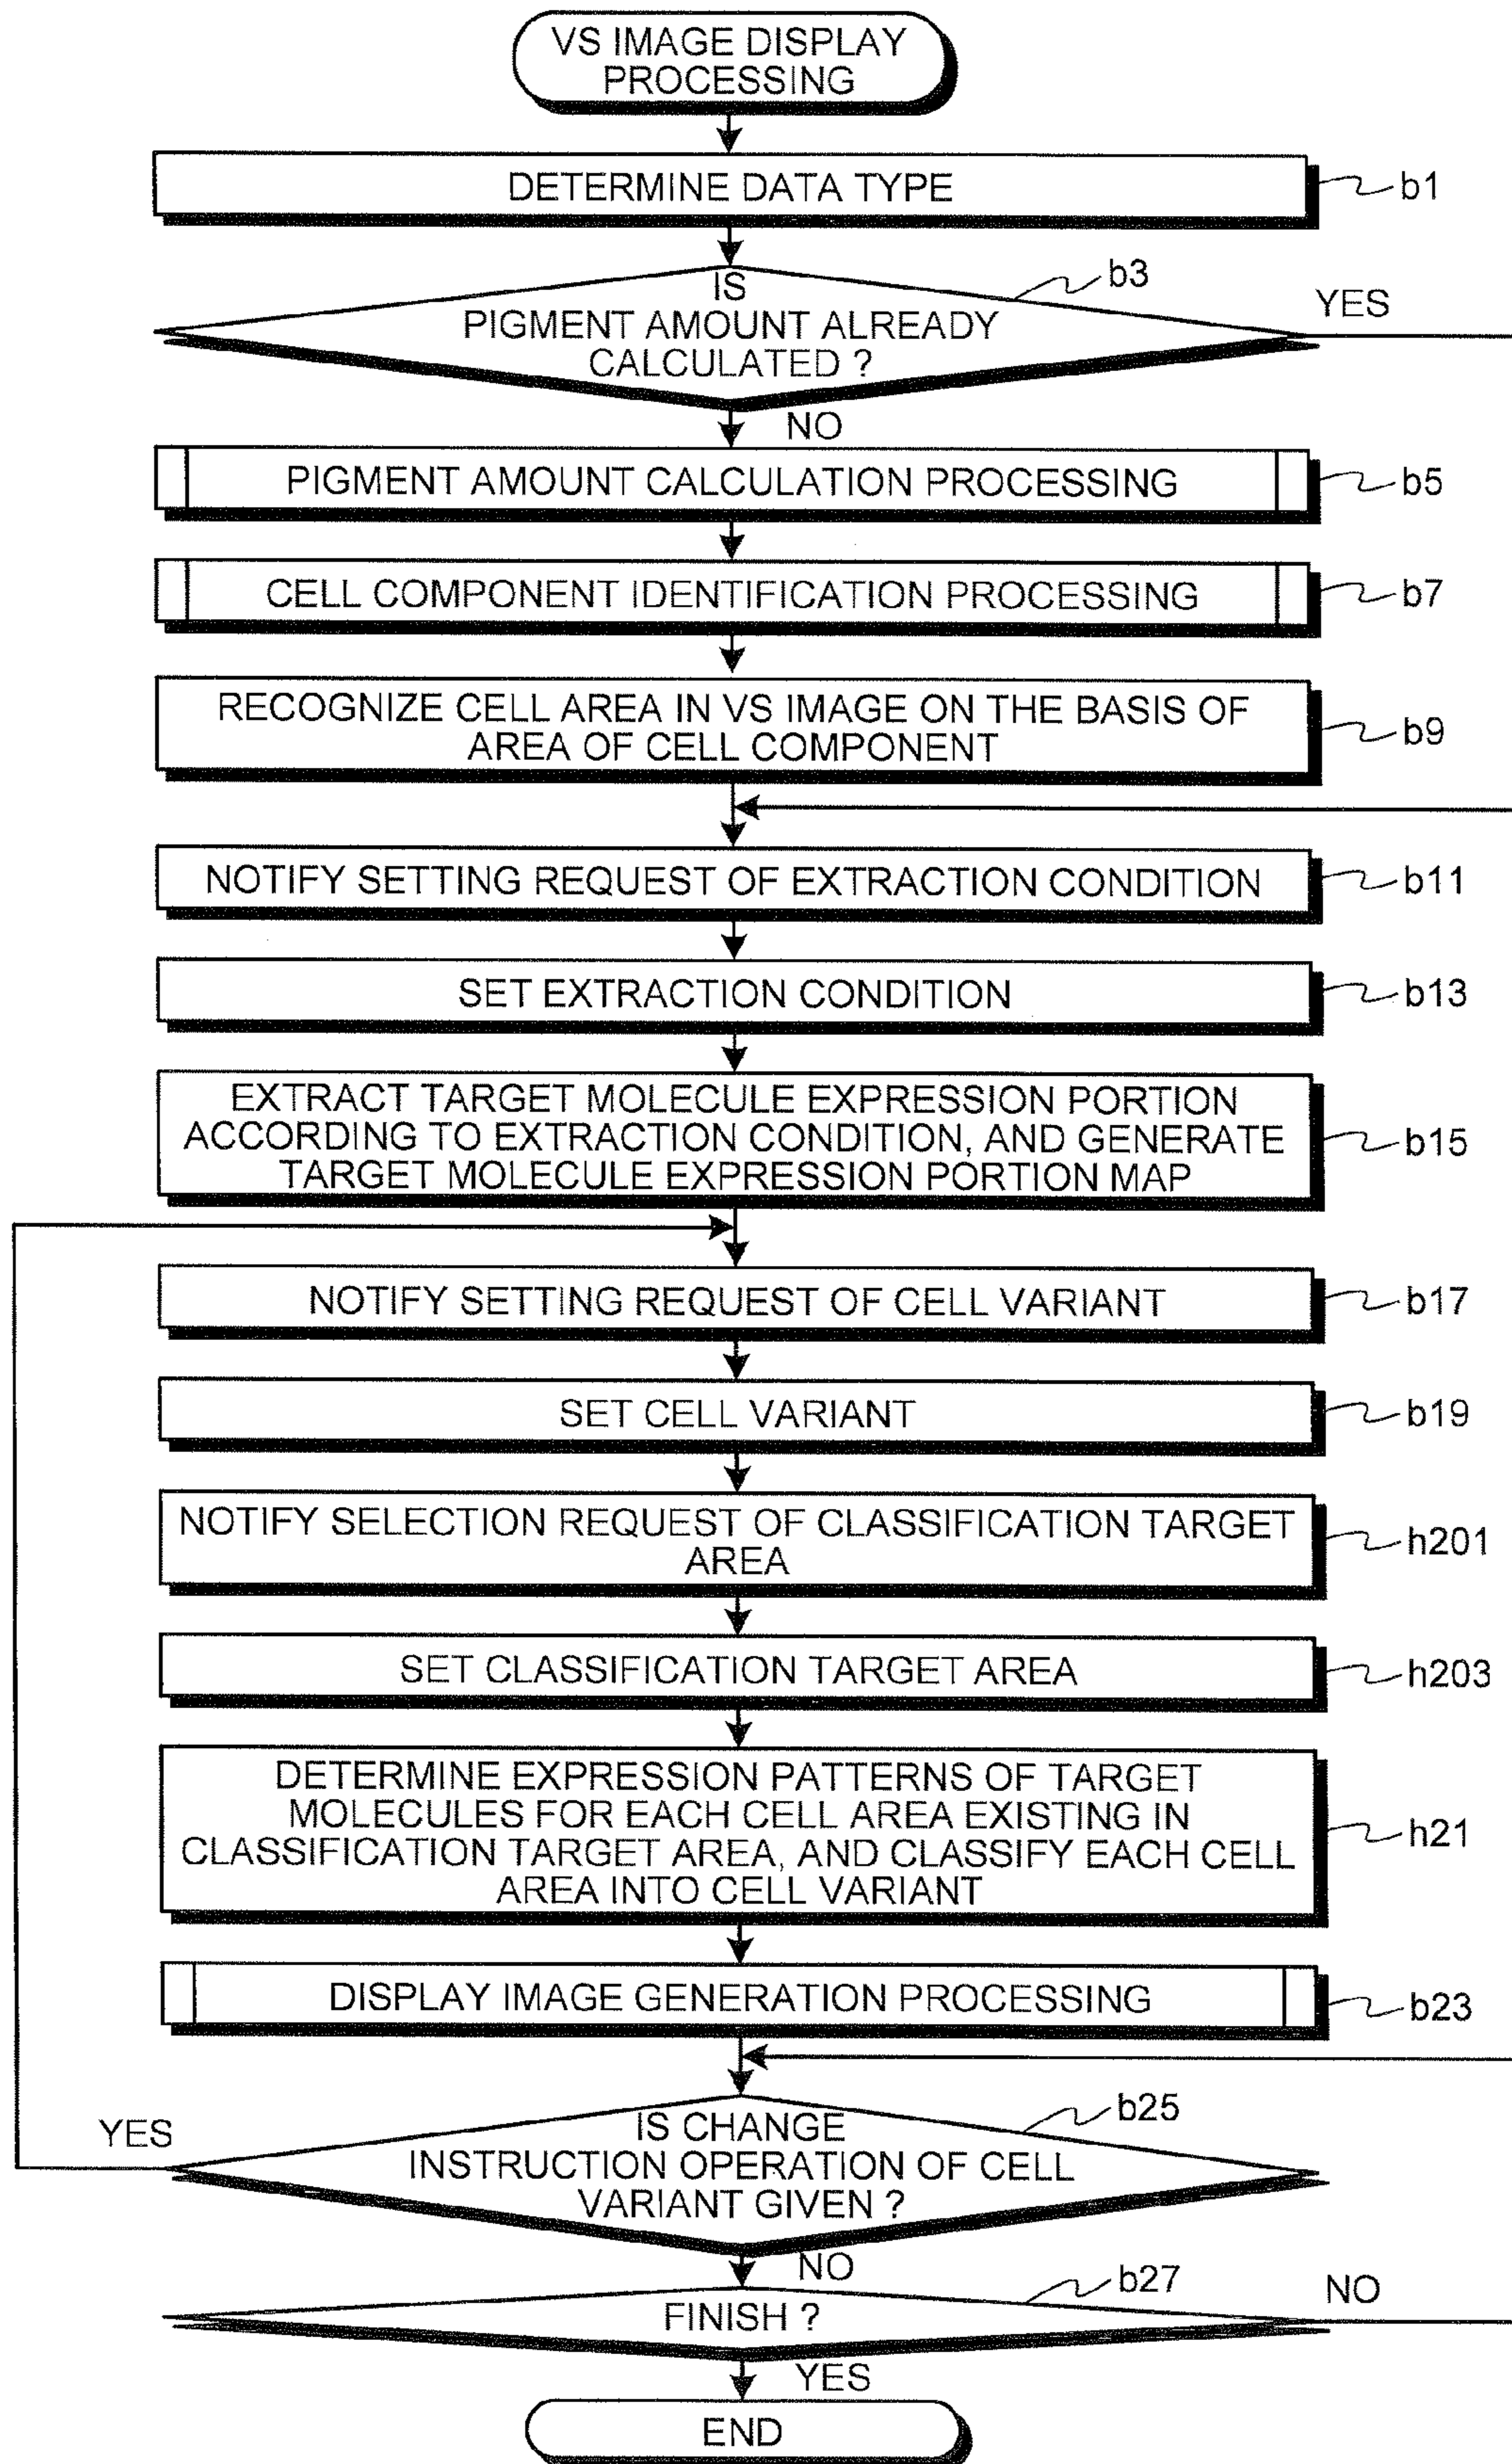 VS IMAGE DISPLAY
PROCESSING
DETERMINE DATA TYPE
b1
b3
IS
PIGMENT AMOUNT ALREADY
CALCULATED ?
YES
NO
PIGMENT AMOUNT CALCULATION PROCESSING
b5
CELL COMPONENT IDENTIFICATION PROCESSING
b7
RECOGNIZE CELL AREA IN VS IMAGE ON THE BASIS OF
AREA OF CELL COMPONENT
b9
NOTIFY SETTING REQUEST OF EXTRACTION CONDITION
b11
SET EXTRACTION CONDITION
b13
EXTRACT TARGET MOLECULE EXPRESSION PORTION
ACCORDING TO EXTRACTION CONDITION, AND GENERATE
TARGET MOLECULE EXPRESSION PORTION MAP
b15
NOTIFY SETTING REQUEST OF CELL VARIANT
b17
SET CELL VARIANT
b19
NOTIFY SELECTION REQUEST OF CLASSIFICATION TARGET
AREA
h201
SET CLASSIFICATION TARGET AREA
h203
DETERMINE EXPRESSION PATTERNS OF TARGET
MOLECULES FOR EACH CELL AREA EXISTING IN
CLASSIFICATION TARGET AREA, AND CLASSIFY EACH CELL
AREA INTO CELL VARIANT
h21
DISPLAY IMAGE GENERATION PROCESSING
b23
b25
YES
IS CHANGE
INSTRUCTION OPERATION OF CELL
VARIANT GIVEN ?
NO
b27
NO
FINISH ?
YES
END